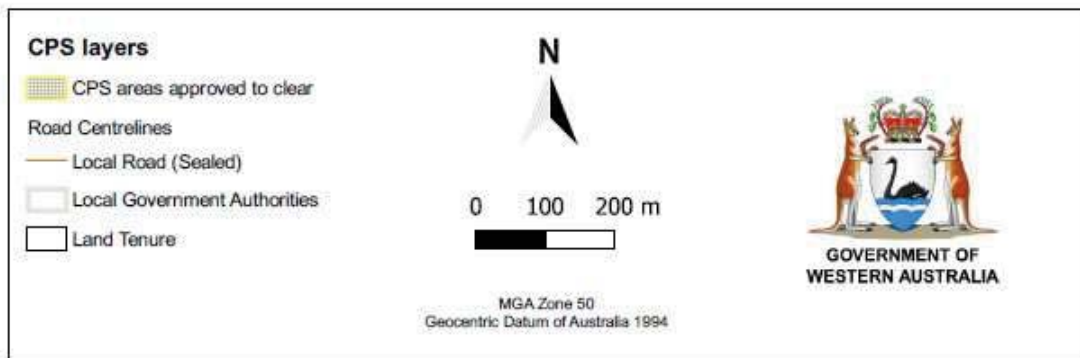 CPS layers
CPS areas approved to clear
Road Centrelines
Local Road (Sealed)
Local Government Authorities
Land Tenure
N
0 100 200 m
MGA Zone 50
Geocentric Datum of Australia 1994
GOVERNMENT OF
WESTERN AUSTRALIA